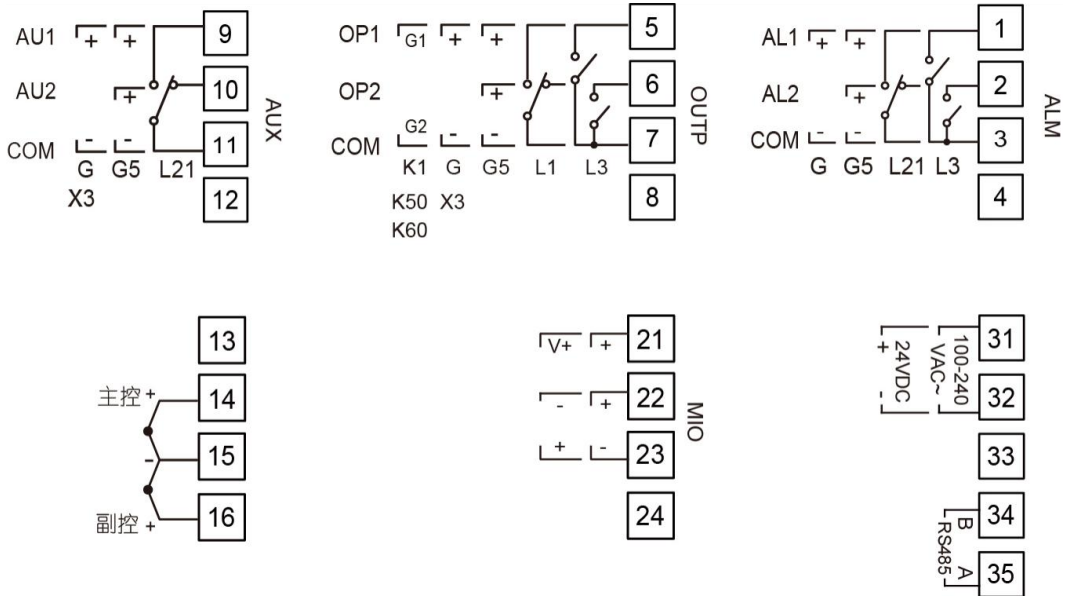 AU1 + + 9
AU2 + 10
COM - - 11
G G5 L21
X3 12
AUX
OP1 G1 + + 5
OP2 + 6
COM G2 - - 7
K1 G G5 L1 L3
K50 X3 8
K60
OUTP
AL1 + + 1
AL2 + 2
COM - - 3
G G5 L21 L3
4
ALM
13
主控 + 14
- 15
副控 + 16
V+ + 21
- + 22
+ - 23
24
MIO
31
100-240
VAC~
24VDC
+ -
32
33
34
B
RS485
A
35